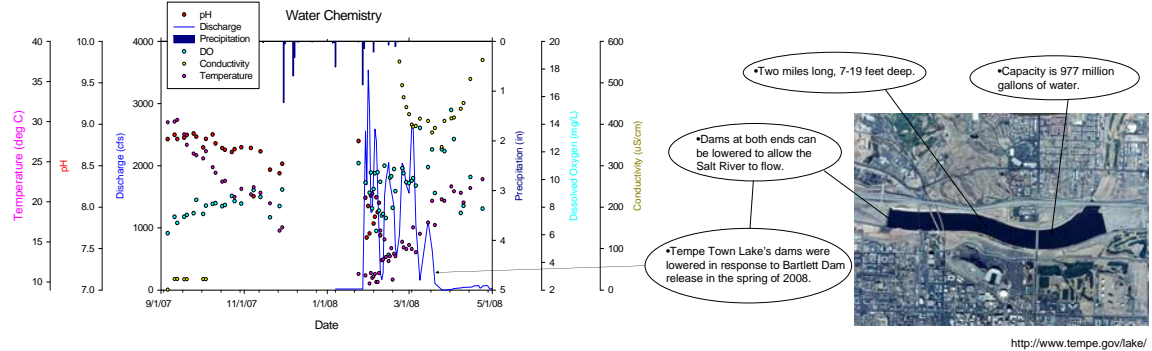 Water Chemistry
pH
Discharge
Precipitation
DO
Conductivity
Temperature
Temperature (deg C)
40
35
30
25
20
15
10
pH
10.0
9.5
9.0
8.5
8.0
7.5
7.0
Discharge (cfs)
4000
3000
2000
1000
0
Precipitation (in)
0
1
2
3
4
5
Dissolved Oxygen (mg/L)
20
18
16
14
12
10
8
6
4
2
Conductivity (uS/cm)
600
500
400
300
200
100
0
9/1/07
11/1/07
1/1/08
3/1/08
5/1/08
Date
•Two miles long, 7-19 feet deep.
•Capacity is 977 million
gallons of water.
•Dams at both ends can
be lowered to allow the
Salt River to flow.
•Tempe Town Lake's dams were
lowered in response to Bartlett Dam
release in the spring of 2008.
http://www.tempe.gov/lake/